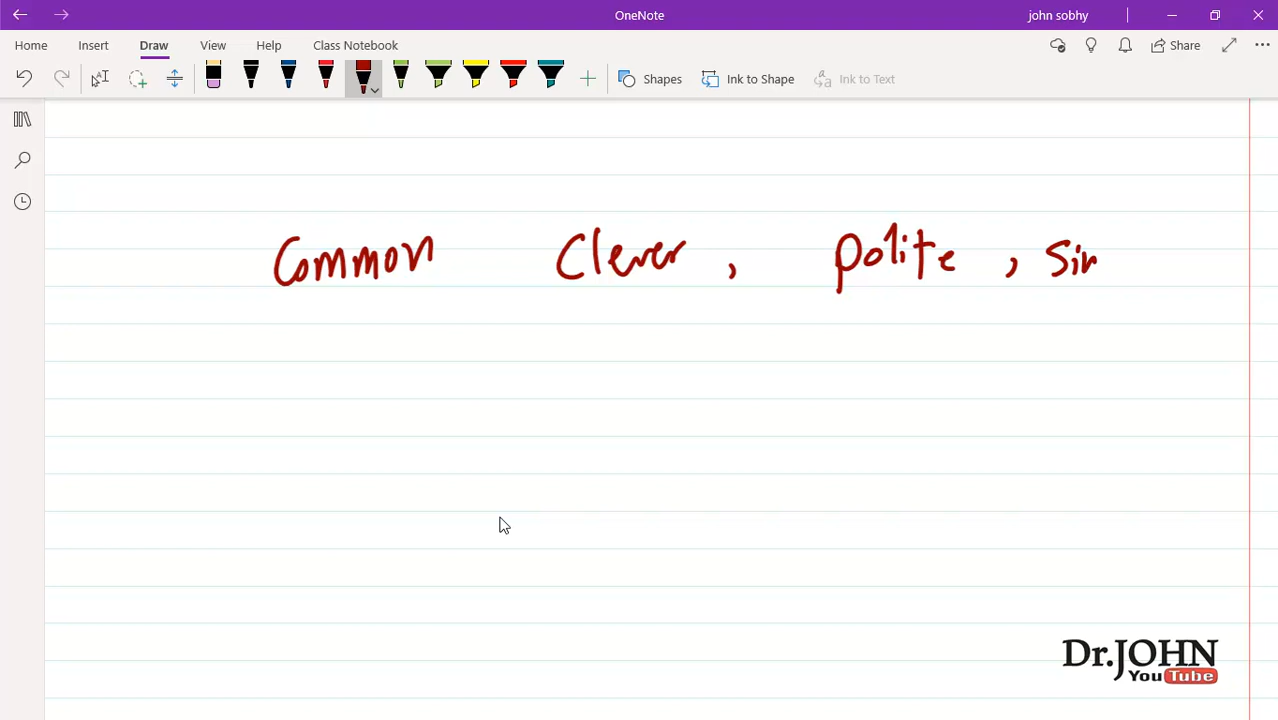 OneNote
john sobhy
Home Insert Draw View Help Class Notebook
Share
Shapes Ink to Shape Ink to Text
Common Clever , polite , sim
Dr.JOHN
YouTube